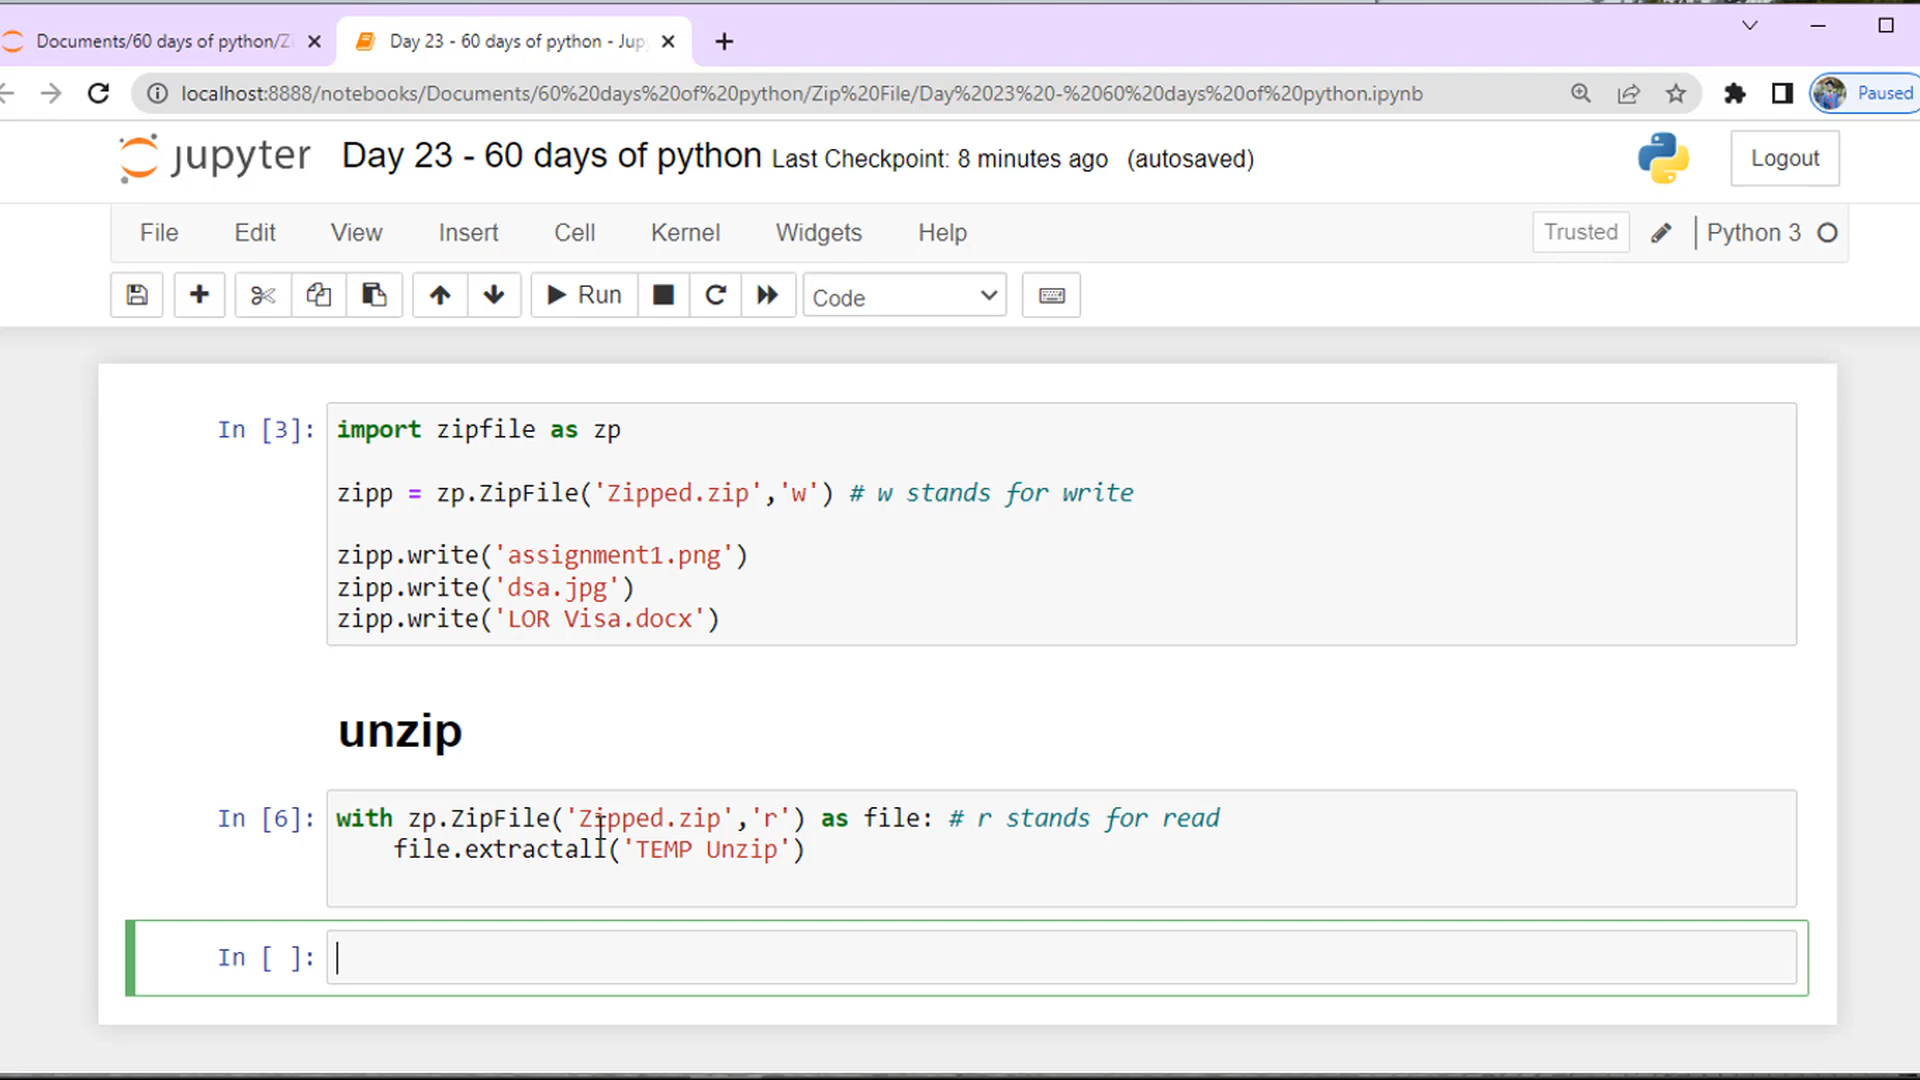 Documents/60 days of python/Z
Day 23 - 60 days of python - Jup
localhost:8888/notebooks/Documents/60%20days%20of%20python/Zip%20File/Day%2023%20-%2060%20days%20of%20python.ipynb
Paused
jupyter Day 23 - 60 days of python Last Checkpoint: 8 minutes ago (autosaved)
Logout
File Edit View Insert Cell Kernel Widgets Help
Trusted
Python 3
Run
Code
In [3]: import zipfile as zp
zipp = zp.ZipFile('Zipped.zip','w') # w stands for write
zipp.write('assignment1.png')
zipp.write('dsa.jpg')
zipp.write('LOR Visa.docx')
unzip
In [6]: with zp.ZipFile('Zipped.zip','r') as file: # r stands for read
file.extractall('TEMP Unzip')
In [ ]: